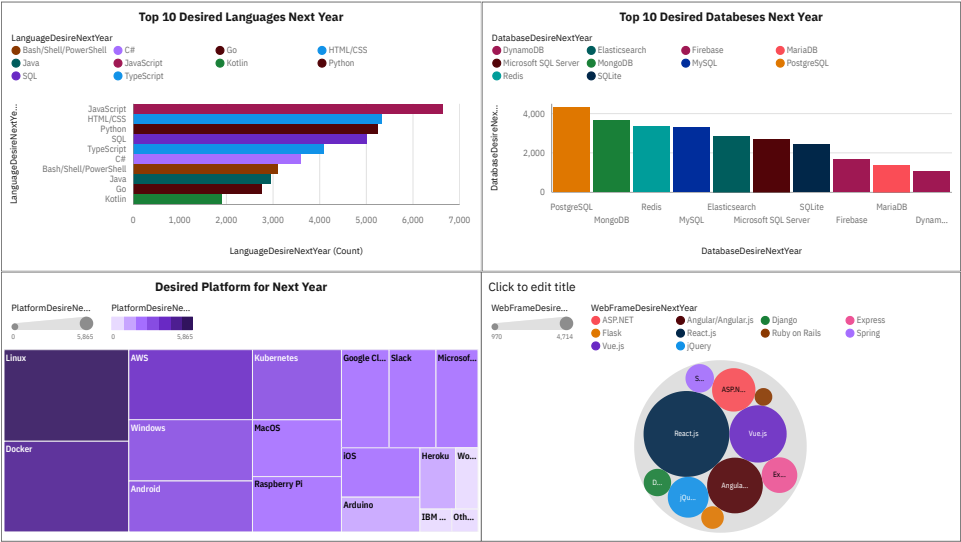 Top 10 Desired Languages Next Year
LanguageDesireNextYear
Bash/Shell/PowerShell C# Go HTML/CSS
Java JavaScript Kotlin Python
SQL TypeScript
LanguageDesireNextYe...
JavaScript
HTML/CSS
Python
SQL
TypeScript
C#
Bash/Shell/PowerShell
Java
Go
Kotlin
0 1,000 2,000 3,000 4,000 5,000 6,000 7,000
LanguageDesireNextYear (Count)
Top 10 Desired Databeses Next Year
DatabaseDesireNextYear
DynamoDB Elasticsearch Firebase MariaDB
Microsoft SQL Server MongoDB MySQL PostgreSQL
Redis SQLite
DatabaseDesireNex...
4,000
2,000
0
PostgreSQL Redis Elasticsearch SQLite MariaDB
MongoDB MySQL Microsoft SQL Server Firebase Dynam...
DatabaseDesireNextYear
Desired Platform for Next Year
PlatformDesireNe... PlatformDesireNe...
0 5,865 0 5,865
Linux AWS Kubernetes Google Cl... Slack Microsof...
Windows MacOS
Docker iOS Heroku Wo...
Android Raspberry Pi
Arduino IBM ... Oth...
Click to edit title
WebFrameDesire... WebFrameDesireNextYear
970 4,714
ASP.NET Angular/Angular.js Django Express
Flask React.js Ruby on Rails Spring
Vue.js jQuery
S... ASP.N...
React.js Vue.js
D... jQu... Angula... Ex...